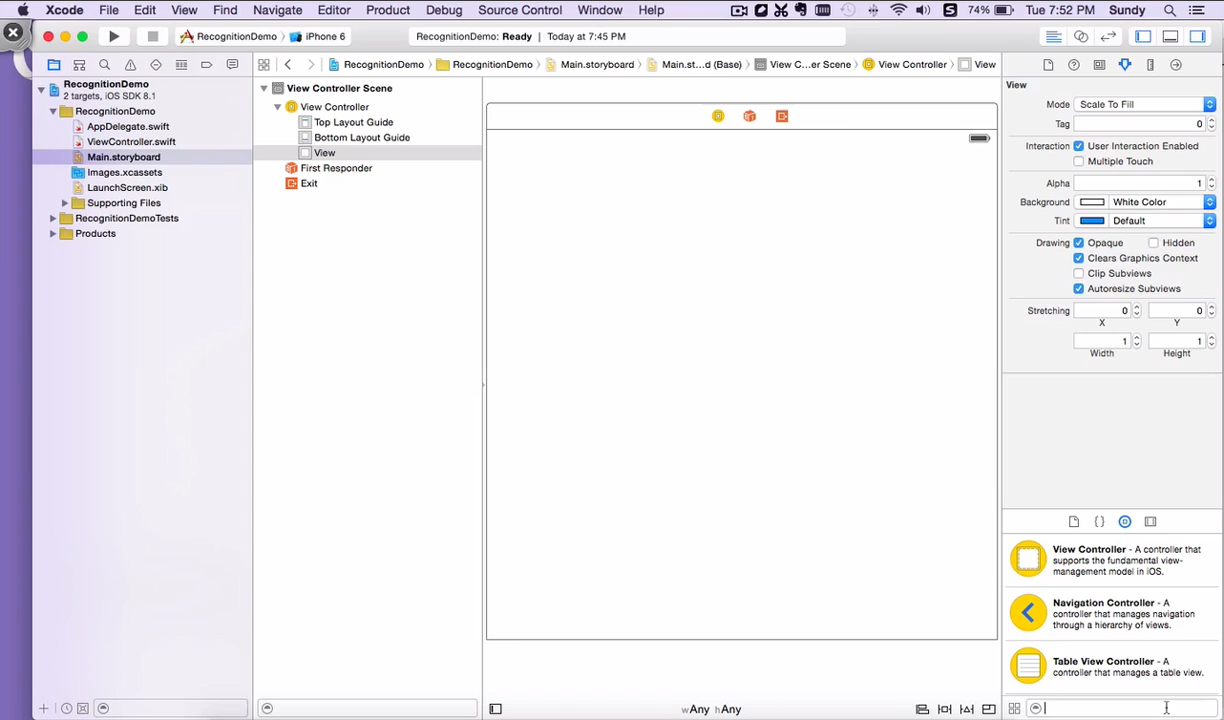 Xcode File Edit View Find Navigate Editor Product Debug Source Control Window Help 74% Tue 7:52 PM Sundy
RecognitionDemo iPhone 6 RecognitionDemo: Ready Today at 7:45 PM
RecognitionDemo RecognitionDemo Main.storyboard Main.st...d (Base) View C...er Scene View Controller View
RecognitionDemo
2 targets, iOS SDK 8.1
RecognitionDemo
AppDelegate.swift
ViewController.swift
Main.storyboard
Images.xcassets
LaunchScreen.xib
Supporting Files
RecognitionDemoTests
Products
View Controller Scene
View Controller
Top Layout Guide
Bottom Layout Guide
View
First Responder
Exit
wAny hAny
View
Mode Scale To Fill
Tag 0
Interaction User Interaction Enabled
Multiple Touch
Alpha 1
Background White Color
Tint Default
Drawing Opaque Hidden
Clears Graphics Context
Clip Subviews
Autoresize Subviews
Stretching 0 0
X Y
1 1
Width Height
View Controller - A controller that
supports the fundamental view-
management model in iOS.
Navigation Controller - A
controller that manages navigation
through a hierarchy of views.
Table View Controller - A
controller that manages a table view.